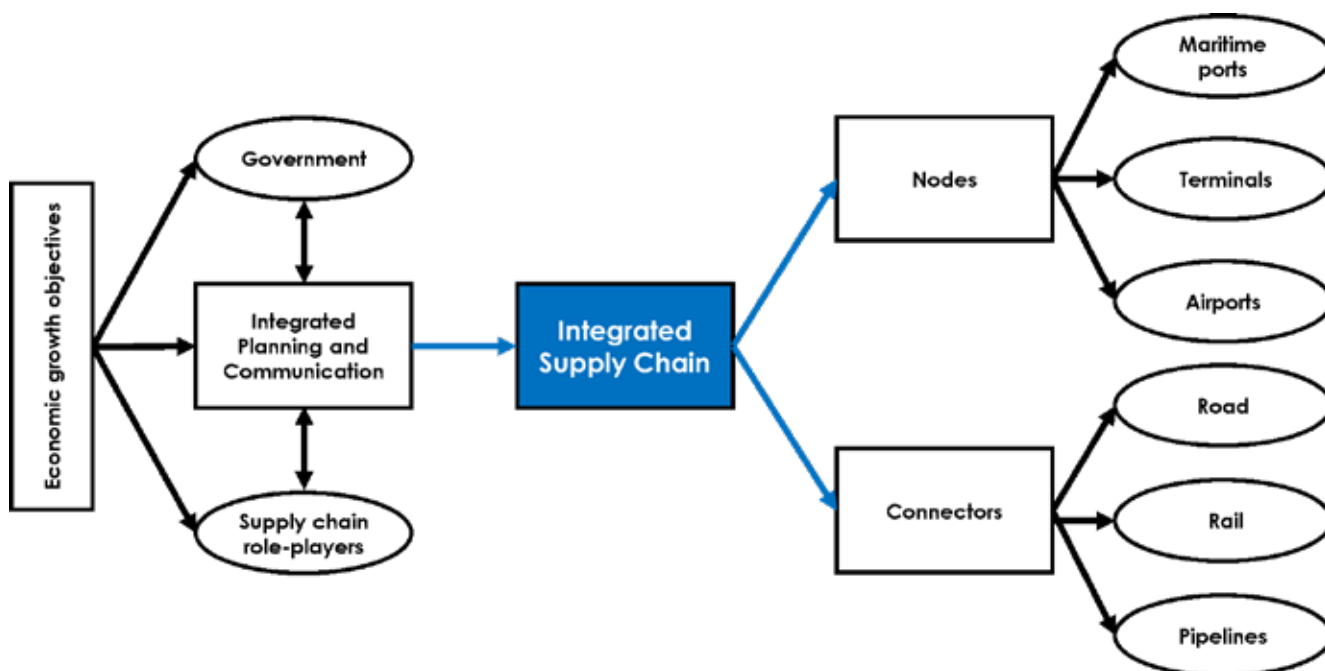 Economic growth objectives
Government
Integrated
Planning and
Communication
Supply chain
role-players
Integrated
Supply Chain
Nodes
Connectors
Maritime
ports
Terminals
Airports
Road
Rail
Pipelines